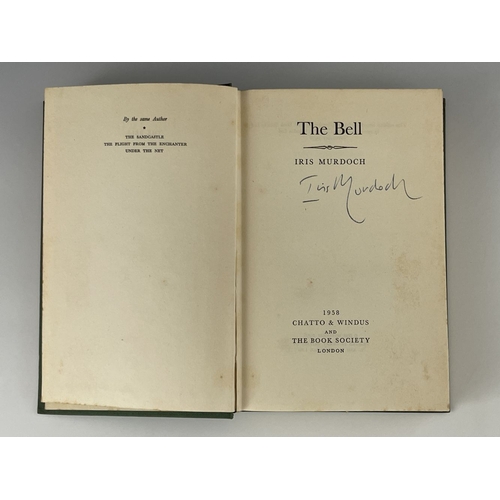 By the same Author
THE SANDCASTLE
THE FLIGHT FROM THE ENCHANTER
UNDER THE NET
The Bell
IRIS MURDOCH
Iris Murdoch
1958
CHATTO & WINDUS
AND
THE BOOK SOCIETY
LONDON